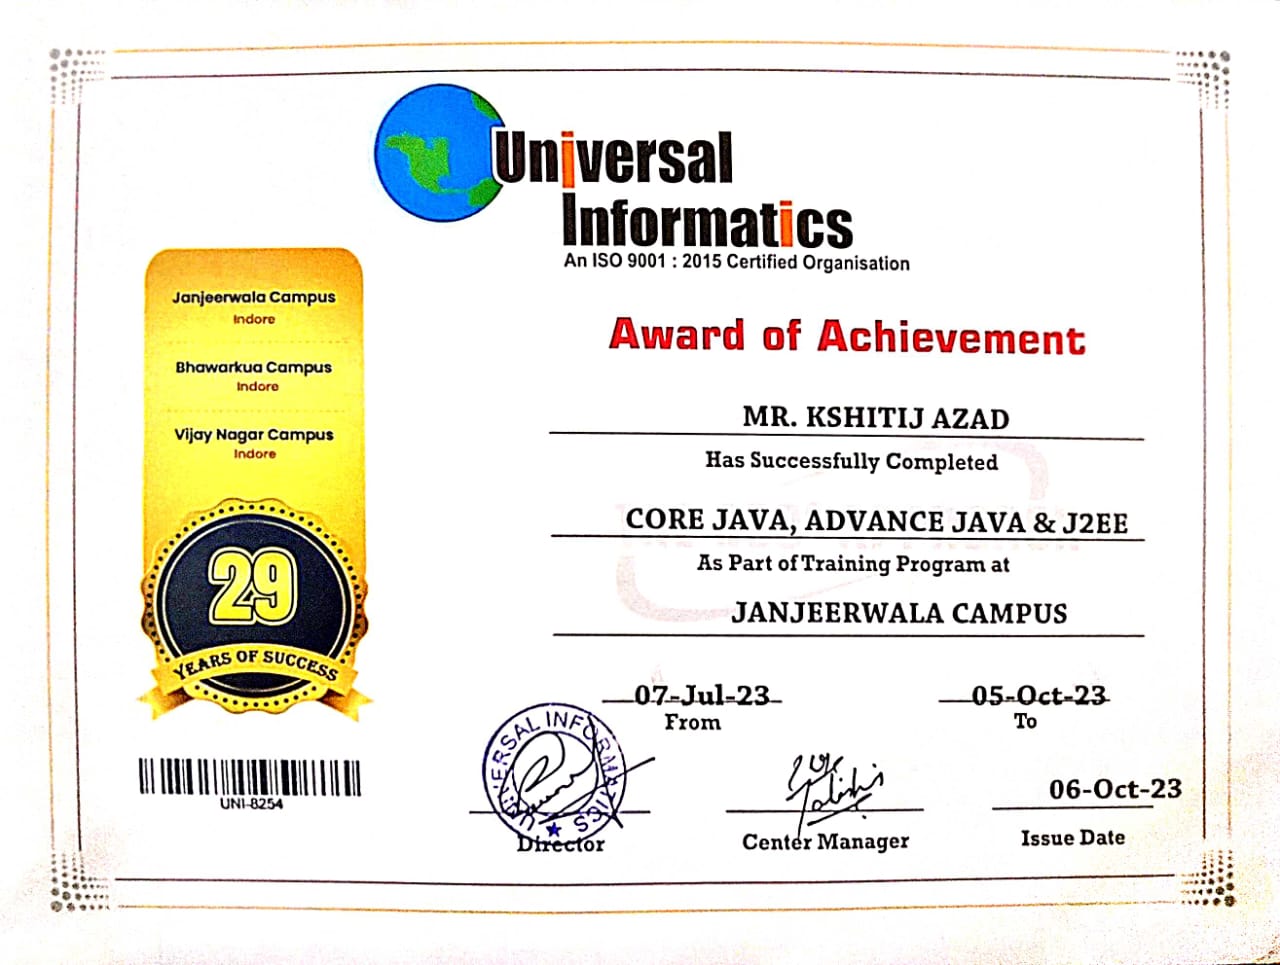 Universal
Informatics
An ISO 9001 : 2015 Certified Organisation
Janjeerwala Campus
Indore
Bhawarkua Campus
Indore
Vijay Nagar Campus
Indore
29
YEARS OF SUCCESS
UNI-8254
Award of Achievement
MR. KSHITIJ AZAD
Has Successfully Completed
CORE JAVA, ADVANCE JAVA & J2EE
As Part of Training Program at
JANJEERWALA CAMPUS
07-Jul-23
From
05-Oct-23
To
UNIVERSAL INFORMATICS
Director
Center Manager
06-Oct-23
Issue Date